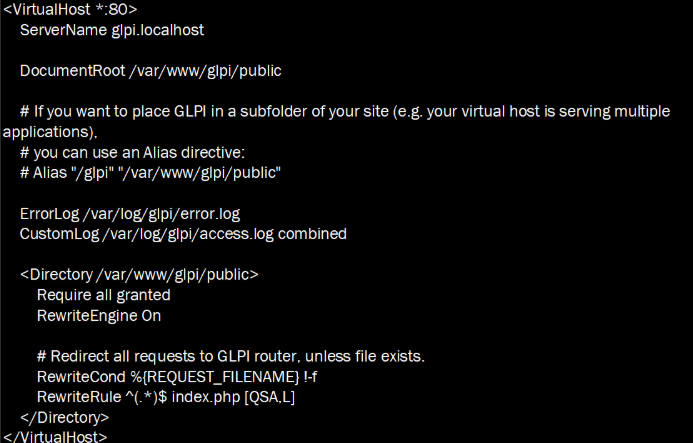 <VirtualHost *:80>
ServerName glpi.localhost
DocumentRoot /var/www/glpi/public
# If you want to place GLPI in a subfolder of your site (e.g. your virtual host is serving multiple
applications),
# you can use an Alias directive:
# Alias "/glpi" "/var/www/glpi/public"
ErrorLog /var/log/glpi/error.log
CustomLog /var/log/glpi/access.log combined
<Directory /var/www/glpi/public>
Require all granted
RewriteEngine On
# Redirect all requests to GLPI router, unless file exists.
RewriteCond %{REQUEST_FILENAME} !-f
RewriteRule ^(.*)$ index.php [QSA,L]
</Directory>
</VirtualHost>